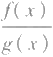 f( x )
g( x )